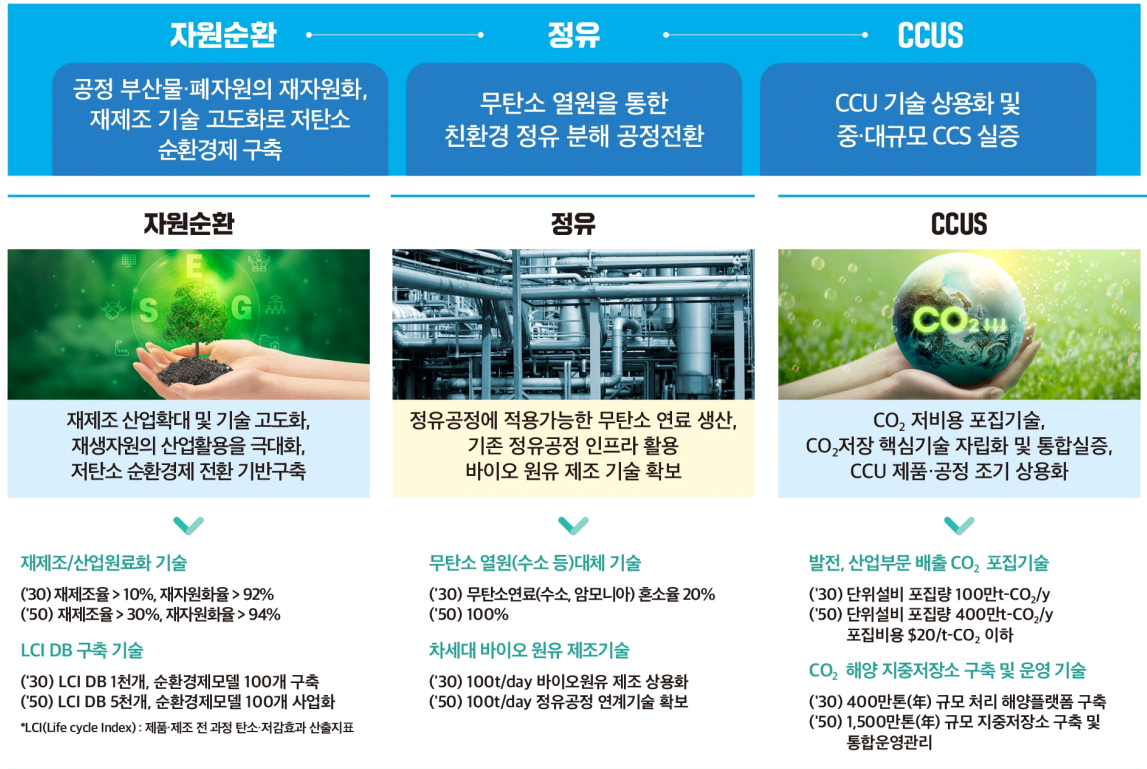 자원순환
정유
CCUS
공정 부산물·폐자원의 재자원화,
재제조 기술 고도화로 저탄소
순환경제 구축
무탄소 열원을 통한
친환경 정유 분해 공정전환
CCU 기술 상용화 및
중·대규모 CCS 실증
자원순환
E
S
G
재제조 산업확대 및 기술 고도화,
재생자원의 산업활용을 극대화,
저탄소 순환경제 전환 기반구축
재제조/산업원료화 기술
('30) 재제조율 > 10%, 재자원화율 > 92%
('50) 재제조율 > 30%, 재자원화율 > 94%
LCI DB 구축 기술
('30) LCI DB 1천개, 순환경제모델 100개 구축
('50) LCI DB 5천개, 순환경제모델 100개 사업화
*LCI(Life cycle Index) : 제품·제조 전 과정 탄소·저감효과 산출지표
정유
정유공정에 적용가능한 무탄소 연료 생산,
기존 정유공정 인프라 활용
바이오 원유 제조 기술 확보
무탄소 열원(수소 등)대체 기술
('30) 무탄소연료(수소, 암모니아) 혼소율 20%
('50) 100%
차세대 바이오 원유 제조기술
('30) 100t/day 바이오원유 제조 상용화
('50) 100t/day 정유공정 연계기술 확보
CCUS
CO₂ ↓↓↓
CO₂ 저비용 포집기술,
CO₂저장 핵심기술 자립화 및 통합실증,
CCU 제품·공정 조기 상용화
발전, 산업부문 배출 CO₂ 포집기술
('30) 단위설비 포집량 100만t-CO₂/y
('50) 단위설비 포집량 400만t-CO₂/y
포집비용 $20/t-CO₂ 이하
CO₂ 해양 지중저장소 구축 및 운영 기술
('30) 400만톤(年) 규모 처리 해양플랫폼 구축
('50) 1,500만톤(年) 규모 지중저장소 구축 및
통합운영관리